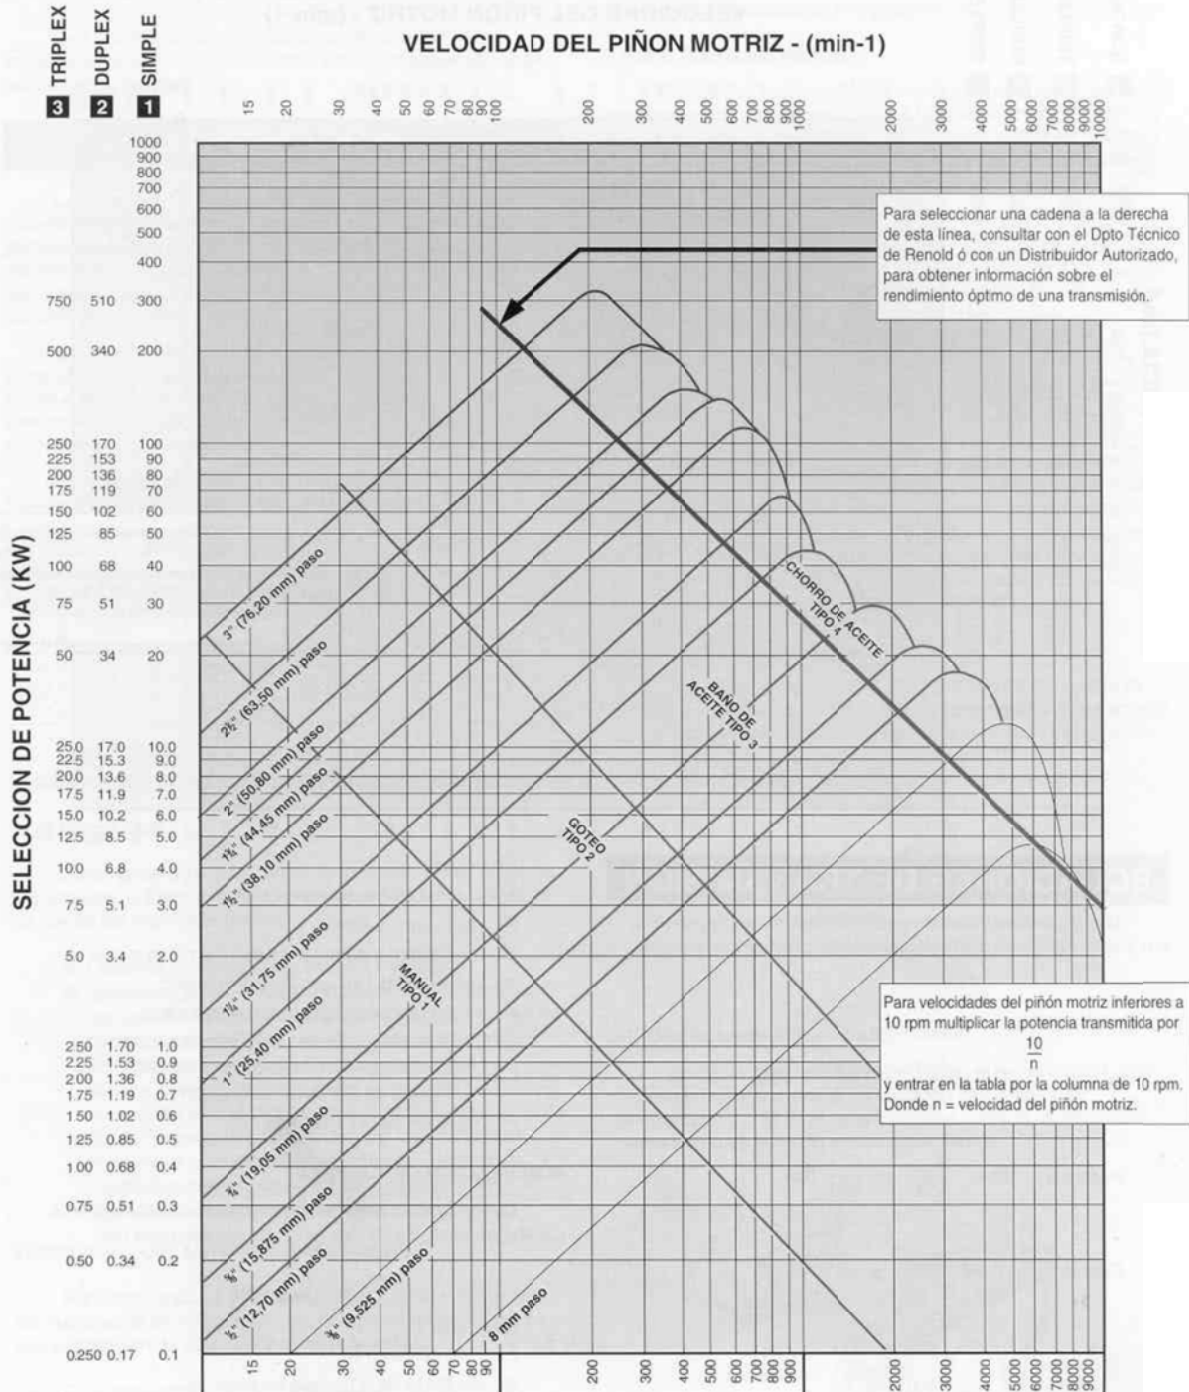 3 TRIPLEX
2 DUPLEX
1 SIMPLE
VELOCIDAD DEL PIÑON MOTRIZ - (min-1)
15 20 30 40 50 60 70 80 90 100 200 300 400 500 600 700 800 900 1000 2000 3000 4000 5000 6000 7000 8000 9000 10000
SELECCION DE POTENCIA (KW)
1000
900
800
700
600
500
400
750 510 300
500 340 200
250 170 100
225 153 90
200 136 80
175 119 70
150 102 60
125 85 50
100 68 40
75 51 30
50 34 20
25.0 17.0 10.0
22.5 15.3 9.0
20.0 13.6 8.0
17.5 11.9 7.0
15.0 10.2 6.0
12.5 8.5 5.0
10.0 6.8 4.0
7.5 5.1 3.0
5.0 3.4 2.0
2.50 1.70 1.0
2.25 1.53 0.9
2.00 1.36 0.8
1.75 1.19 0.7
1.50 1.02 0.6
1.25 0.85 0.5
1.00 0.68 0.4
0.75 0.51 0.3
0.50 0.34 0.2
0.250 0.17 0.1
Para seleccionar una cadena a la derecha
de esta línea, consultar con el Dpto Técnico
de Renold ó con un Distribuidor Autorizado,
para obtener información sobre el
rendimiento óptimo de una transmisión.
3" (76,20 mm) paso
2½" (63,50 mm) paso
2" (50,80 mm) paso
1¾" (44,45 mm) paso
1½" (38,10 mm) paso
1¼" (31,75 mm) paso
1" (25,40 mm) paso
¾" (19,05 mm) paso
⅝" (15,875 mm) paso
½" (12,70 mm) paso
⅜" (9,525 mm) paso
8 mm paso
CHORRO DE ACEITE
TIPO 4
BAÑO DE
ACEITE TIPO 3
GOTEO
TIPO 2
MANUAL
TIPO 1
Para velocidades del piñón motriz inferiores a
10 rpm multiplicar la potencia transmitida por
10
n
y entrar en la tabla por la columna de 10 rpm.
Donde n = velocidad del piñón motriz.
15 20 30 40 50 60 70 80 90 200 300 400 500 600 700 800 900 2000 3000 4000 5000 6000 7000 8000 9000